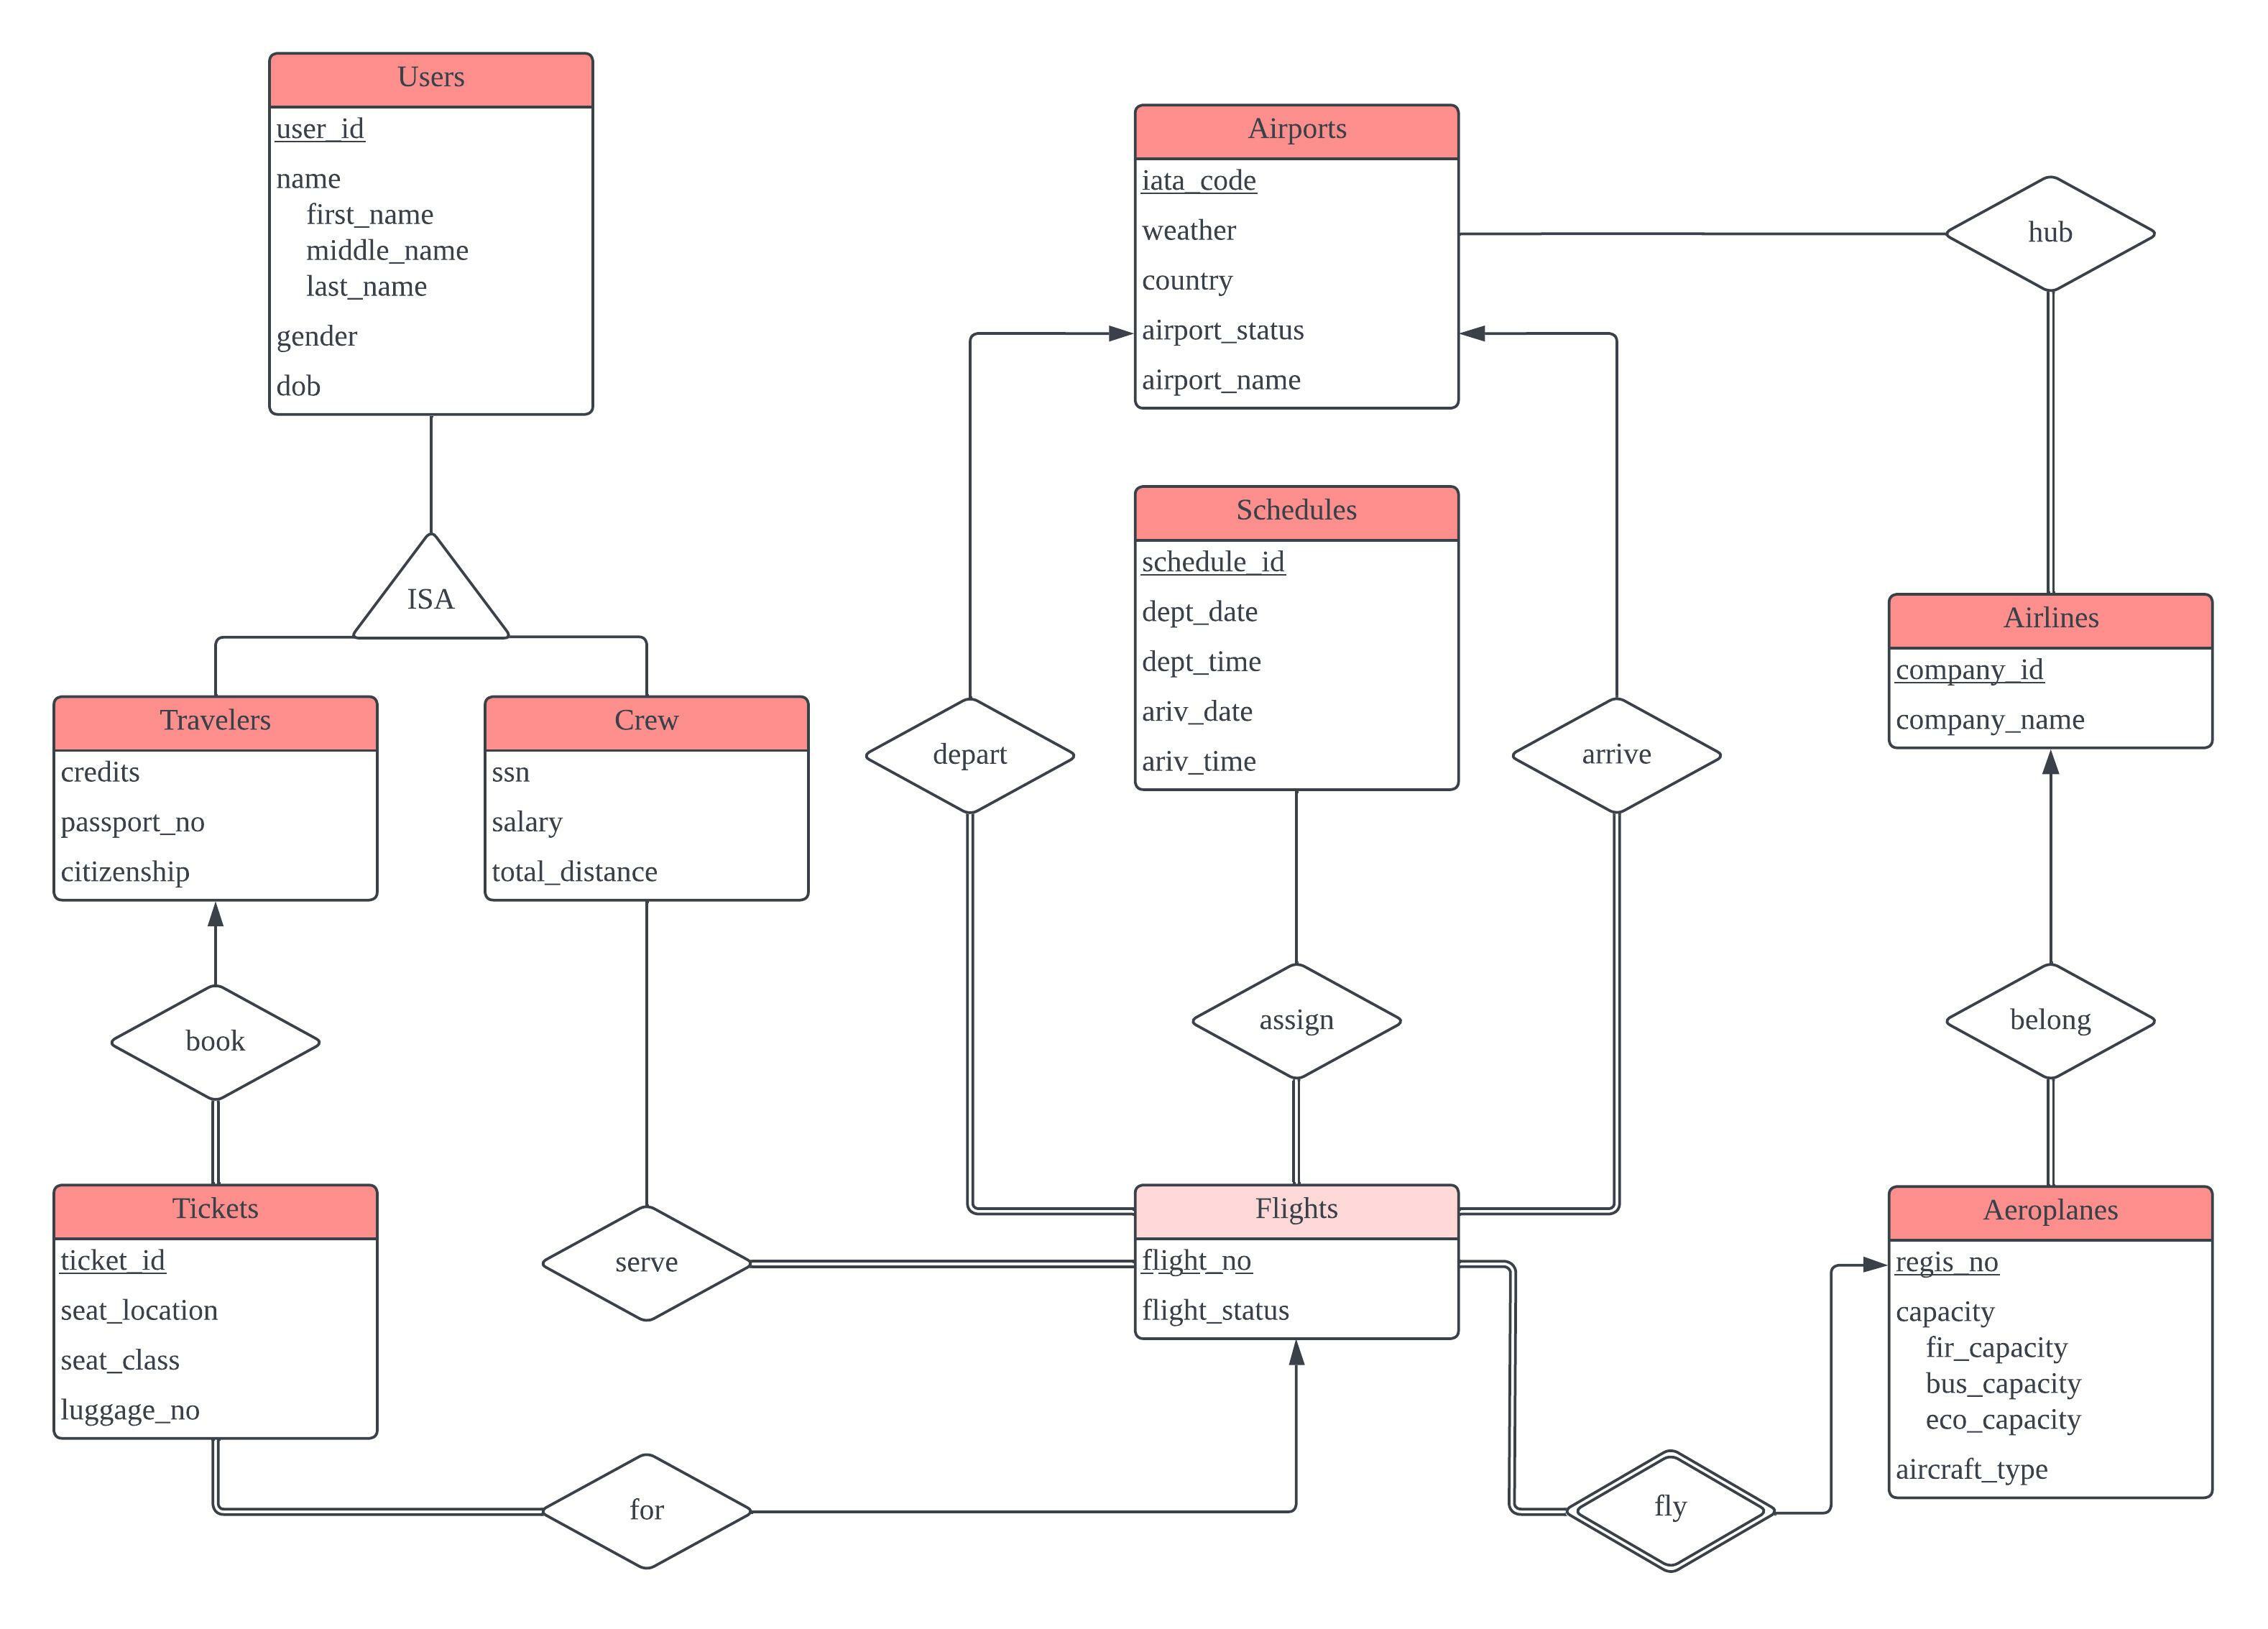 Users
user_id
name
first_name
middle_name
last_name
gender
dob
ISA
Travelers
credits
passport_no
citizenship
Crew
ssn
salary
total_distance
book
Tickets
ticket_id
seat_location
seat_class
luggage_no
serve
for
Airports
iata_code
weather
country
airport_status
airport_name
hub
Schedules
schedule_id
dept_date
dept_time
ariv_date
ariv_time
depart
arrive
assign
Flights
flight_no
flight_status
Airlines
company_id
company_name
belong
Aeroplanes
regis_no
capacity
fir_capacity
bus_capacity
eco_capacity
aircraft_type
fly